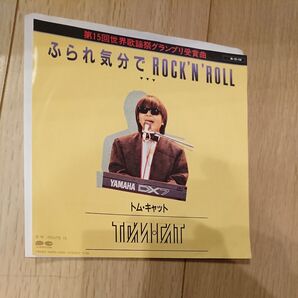 第15回世界歌謡祭グランプリ受賞曲
ふられ気分で ROCK'N'ROLL
YAMAHA DX7
トム・キャット
TOM★CAT